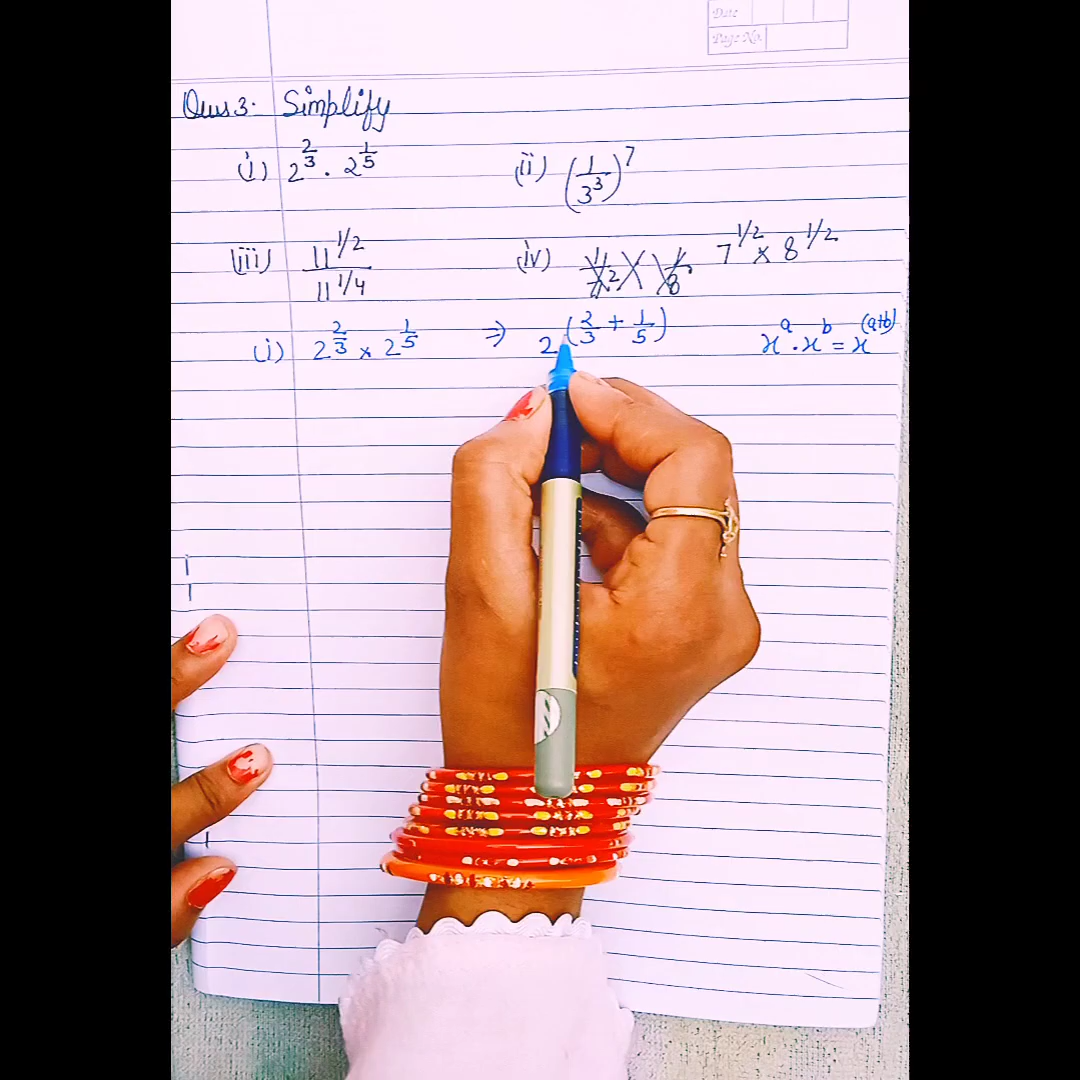 Date
Page No.
Ques 3. Simplify
(i) 2^(2/3) . 2^(1/5) (ii) (1/3^3)^7
(iii) 11^(1/2) / 11^(1/4) (iv) 7^(1/2) x 8^(1/2)
(i) 2^(2/3) x 2^(1/5) ⇒ 2^(2/3 + 1/5) x^a . x^b = x^(a+b)